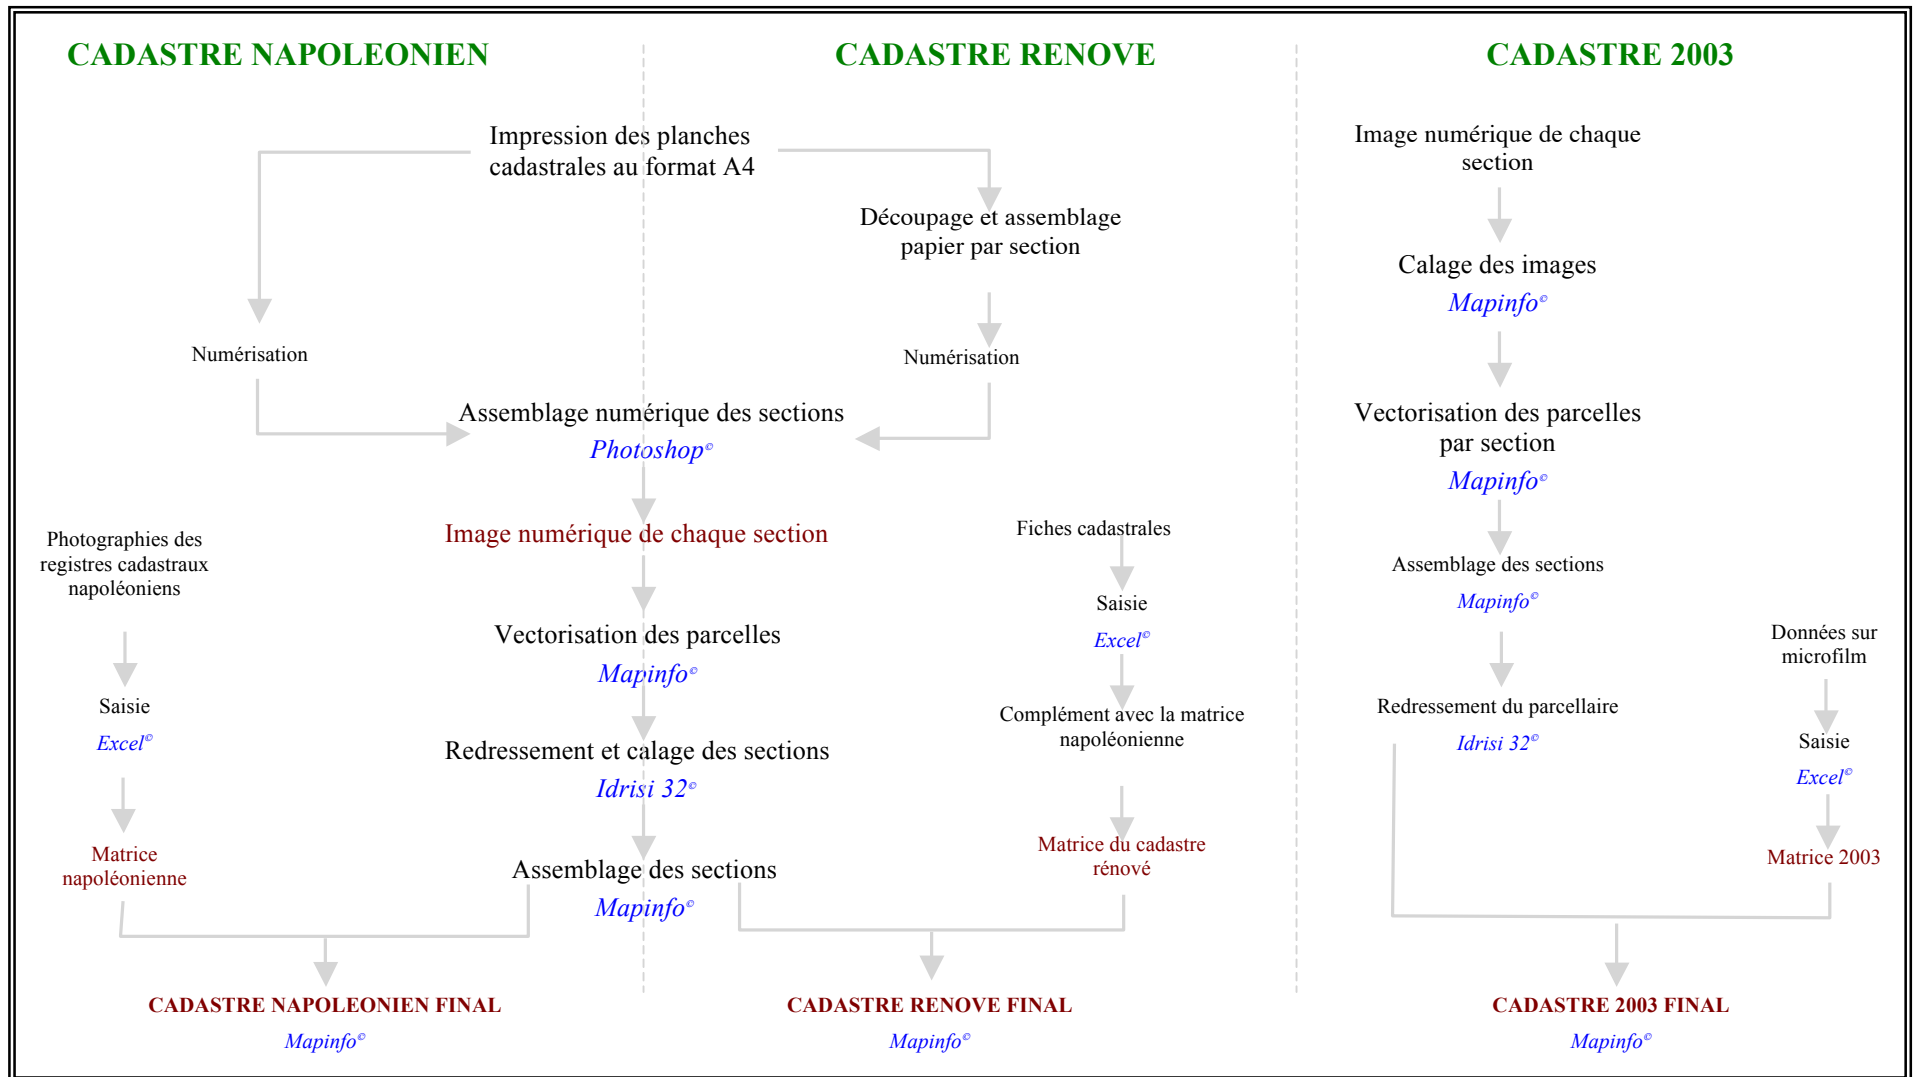 CADASTRE NAPOLEONIEN
CADASTRE RENOVE
CADASTRE 2003
Impression des planches
cadastrales au format A4
Découpage et assemblage
papier par section
Numérisation
Numérisation
Assemblage numérique des sections
Photoshop©
Image numérique de chaque section
Vectorisation des parcelles
Mapinfo©
Redressement et calage des sections
Idrisi 32©
Assemblage des sections
Mapinfo©
Photographies des
registres cadastraux
napoléoniens
Saisie
Excel©
Matrice
napoléonienne
CADASTRE NAPOLEONIEN FINAL
Mapinfo©
Fiches cadastrales
Saisie
Excel©
Complément avec la matrice
napoléonienne
Matrice du cadastre
rénové
CADASTRE RENOVE FINAL
Mapinfo©
Image numérique de chaque
section
Calage des images
Mapinfo©
Vectorisation des parcelles
par section
Mapinfo©
Assemblage des sections
Mapinfo©
Redressement du parcellaire
Idrisi 32©
Données sur
microfilm
Saisie
Excel©
Matrice 2003
CADASTRE 2003 FINAL
Mapinfo©